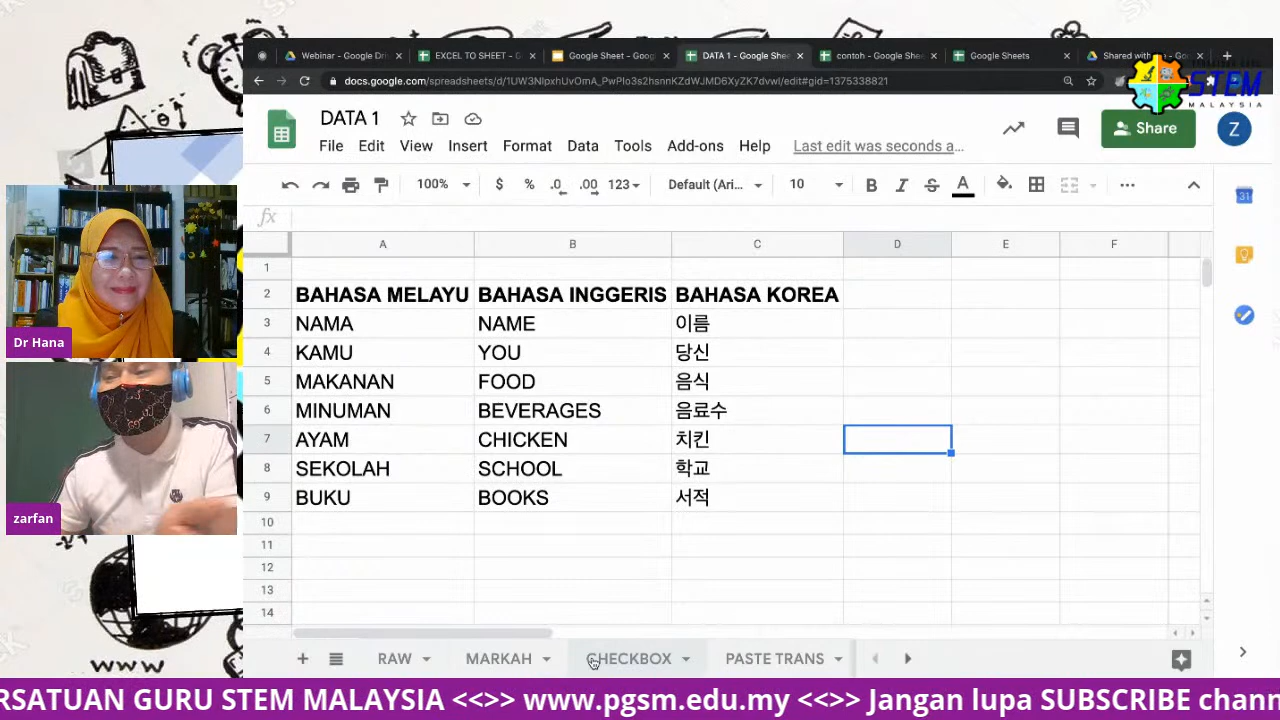 Webinar - Google Dri
EXCEL TO SHEET - G
Google Sheet - Goog
DATA 1 - Google Shee
contoh - Google She
Google Sheets
Shared with
docs.google.com/spreadsheets/d/1UW3NlpxhUvOmA_PwPlo3s2hsnnKZdWJMD6XyZK7dvwI/edit#gid=1375338821
STEM
MALAYSIA
DATA 1
Share
Z
File Edit View Insert Format Data Tools Add-ons Help Last edit was seconds a...
100% $ % .0 .00 123 Default (Ari... 10 B I S A
31
fx
A B C D E F
1
2 BAHASA MELAYU BAHASA INGGERIS BAHASA KOREA
3 NAMA NAME 이름
4 KAMU YOU 당신
5 MAKANAN FOOD 음식
6 MINUMAN BEVERAGES 음료수
7 AYAM CHICKEN 치킨
8 SEKOLAH SCHOOL 학교
9 BUKU BOOKS 서적
10
11
12
13
14
Dr Hana
zarfan
RAW MARKAH CHECKBOX PASTE TRANS
www
RSATUAN GURU STEM MALAYSIA <<>> www.pgsm.edu.my <<>> Jangan lupa SUBSCRIBE chann